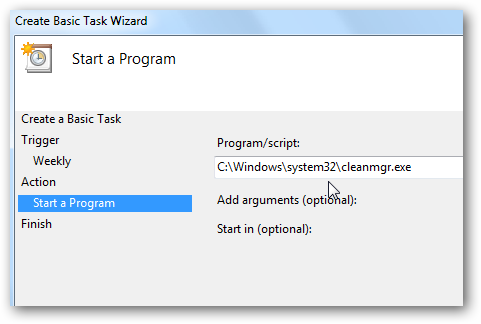 Create Basic Task Wizard
Start a Program
Create a Basic Task
Trigger
Weekly
Action
Start a Program
Finish
Program/script:
C:\Windows\system32\cleanmgr.exe
Add arguments (optional):
Start in (optional):